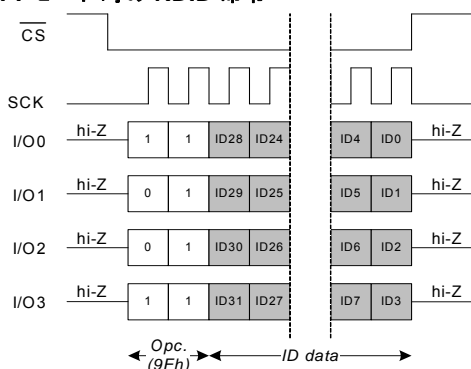 CS
SCK
I/O0 hi-Z 1 1 ID28 ID24 ID4 ID0 hi-Z
I/O1 hi-Z 0 1 ID29 ID25 ID5 ID1 hi-Z
I/O2 hi-Z 0 1 ID30 ID26 ID6 ID2 hi-Z
I/O3 hi-Z 1 1 ID31 ID27 ID7 ID3 hi-Z
Opc. ID data
(9Fh)